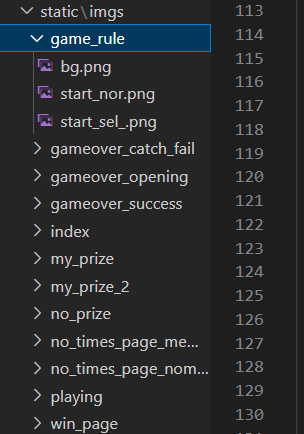 static\imgs
game_rule
bg.png
start_nor.png
start_sel_.png
gameover_catch_fail
gameover_opening
gameover_success
index
my_prize
my_prize_2
no_prize
no_times_page_me...
no_times_page_nom...
playing
win_page
113
114
115
116
117
118
119
120
121
122
123
124
125
126
127
128
129
130